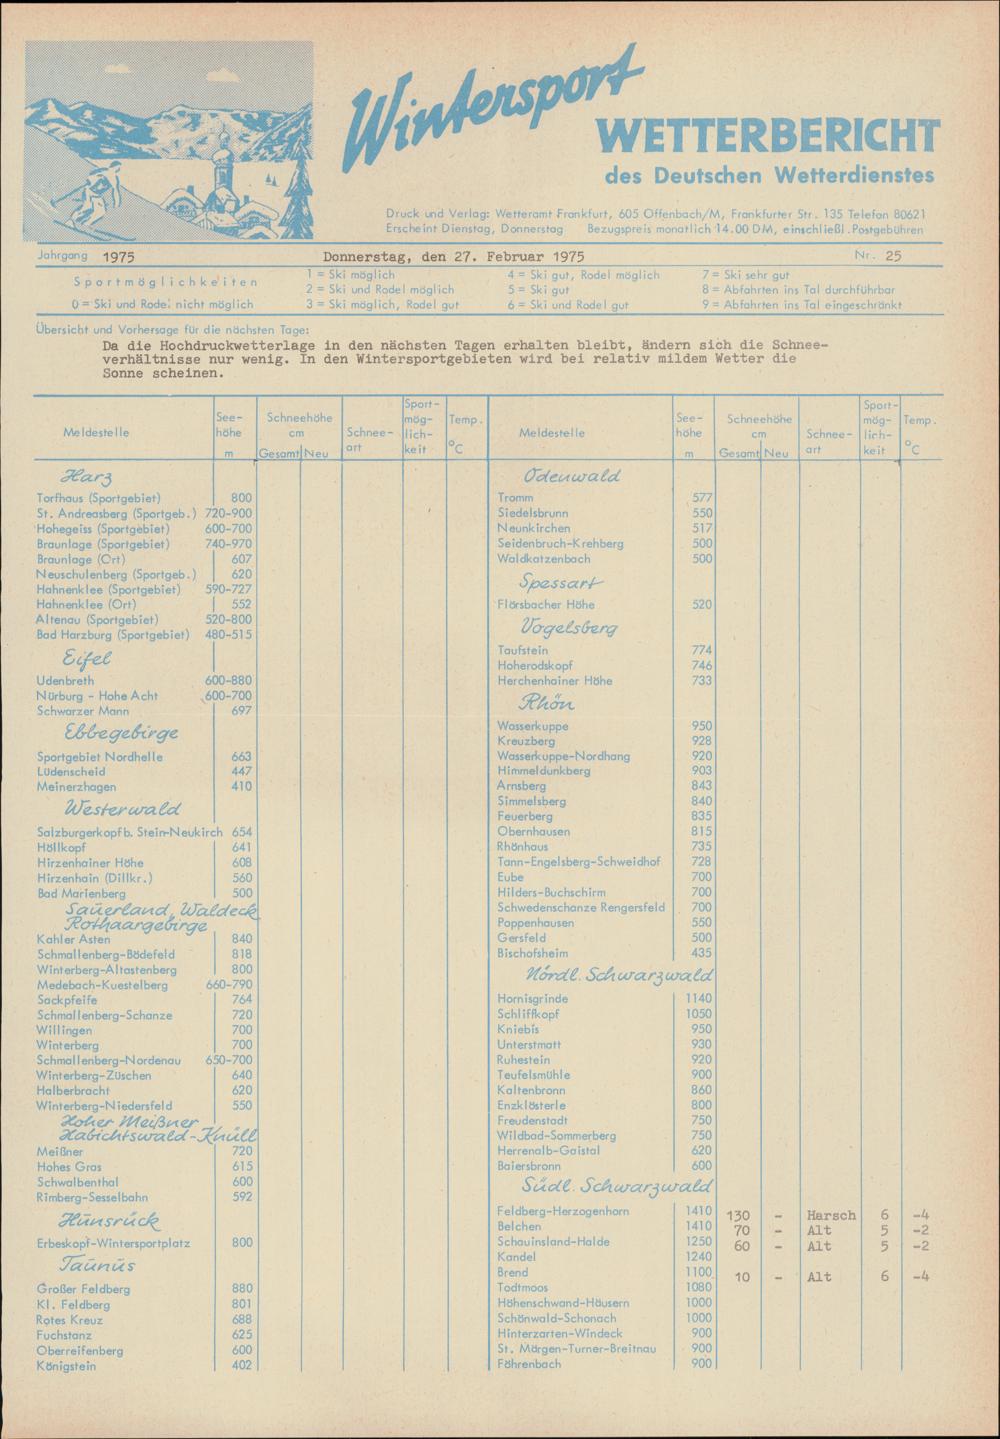 Wintersport
WETTERBERICHT
des Deutschen Wetterdienstes
Druck und Verlag: Wetteramt Frankfurt, 605 Offenbach/M, Frankfurter Str. 135 Telefon 80621
Erscheint Dienstag, Donnerstag Bezugspreis monatlich 14.00 DM, einschließl. Postgebühren
Jahrgang 1975 Donnerstag, den 27. Februar 1975 Nr. 25
Sportmöglichkeiten
0 = Ski und Rodel nicht möglich
1 = Ski möglich
2 = Ski und Rodel möglich
3 = Ski möglich, Rodel gut
4 = Ski gut, Rodel möglich
5 = Ski gut
6 = Ski und Rodel gut
7 = Ski sehr gut
8 = Abfahrten ins Tal durchführbar
9 = Abfahrten ins Tal eingeschränkt
Übersicht und Vorhersage für die nächsten Tage:
Da die Hochdruckwetterlage in den nächsten Tagen erhalten bleibt, ändern sich die Schnee-
verhältnisse nur wenig. In den Wintersportgebieten wird bei relativ mildem Wetter die
Sonne scheinen.
Meldestelle
See-
höhe
m
Schneehöhe
cm
Gesamt Neu
Schnee-
art
Sport-
mög-
lich-
keit
Temp.
°C
Harz
Torfhaus (Sportgebiet) 800
St. Andreasberg (Sportgeb.) 720-900
Hohegeiss (Sportgebiet) 600-700
Braunlage (Sportgebiet) 740-970
Braunlage (Ort) 607
Neuschulenberg (Sportgeb.) 620
Hahnenklee (Sportgebiet) 590-727
Hahnenklee (Ort) 552
Altenau (Sportgebiet) 520-800
Bad Harzburg (Sportgebiet) 480-515
Eifel
Udenbreth 600-880
Nürburg - Hohe Acht 600-700
Schwarzer Mann 697
Ebbegebirge
Sportgebiet Nordhelle 663
Lüdenscheid 447
Meinerzhagen 410
Westerwald
Salzburgerkopf b. Stein-Neukirch 654
Höllkopf 641
Hirzenhainer Höhe 608
Hirzenhain (Dillkr.) 560
Bad Marienberg 500
Sauerland, Waldeck
Rothaargebirge
Kahler Asten 840
Schmallenberg-Bödefeld 818
Winterberg-Altastenberg 800
Medebach-Kuestelberg 660-790
Sackpfeife 764
Schmallenberg-Schanze 720
Willingen 700
Winterberg 700
Schmallenberg-Nordenau 650-700
Winterberg-Züschen 640
Halberbracht 620
Winterberg-Niedersfeld 550
Hoher Meißner
Habichtswald-Knüll
Meißner 720
Hohes Gras 615
Schwalbenthal 600
Rimberg-Sesselbahn 592
Hunsrück
Erbeskopf-Wintersportplatz 800
Taunus
Großer Feldberg 880
Kl. Feldberg 801
Rotes Kreuz 688
Fuchstanz 625
Oberreifenberg 600
Königstein 402
Meldestelle
See-
höhe
m
Schneehöhe
cm
Gesamt Neu
Schnee-
art
Sport-
mög-
lich-
keit
Temp.
°C
Odenwald
Tromm 577
Siedelsbrunn 550
Neunkirchen 517
Seidenbruch-Krehberg 500
Waldkatzenbach 500
Spessart
Flörsbacher Höhe 520
Vogelsberg
Taufstein 774
Hoherodskopf 746
Herchenhainer Höhe 733
Rhön
Wasserkuppe 950
Kreuzberg 928
Wasserkuppe-Nordhang 920
Himmeldunkberg 903
Arnsberg 843
Simmelsberg 840
Feuerberg 835
Obernhausen 815
Rhönhaus 735
Tann-Engelsberg-Schweidhof 728
Eube 700
Hilders-Buchschirm 700
Schwedenschanze Rengersfeld 700
Poppenhausen 550
Gersfeld 500
Bischofsheim 435
Nördl. Schwarzwald
Hornisgrinde 1140
Schliffkopf 1050
Kniebis 950
Unterstmatt 930
Ruhestein 920
Teufelsmühle 900
Kaltenbronn 860
Enzklösterle 800
Freudenstadt 750
Wildbad-Sommerberg 750
Herrenalb-Gaistal 620
Baiersbronn 600
Südl. Schwarzwald
Feldberg-Herzogenhorn 1410 130 - Harsch 6 -4
Belchen 1410 70 - Alt 5 -2
Schauinsland-Halde 1250 60 - Alt 5 -2
Kandel 1240
Brend 1100 10 - Alt 6 -4
Todtmoos 1080
Höhenschwand-Häusern 1000
Schönwald-Schonach 1000
Hinterzarten-Windeck 900
St. Märgen-Turner-Breitnau 900
Föhrenbach 900